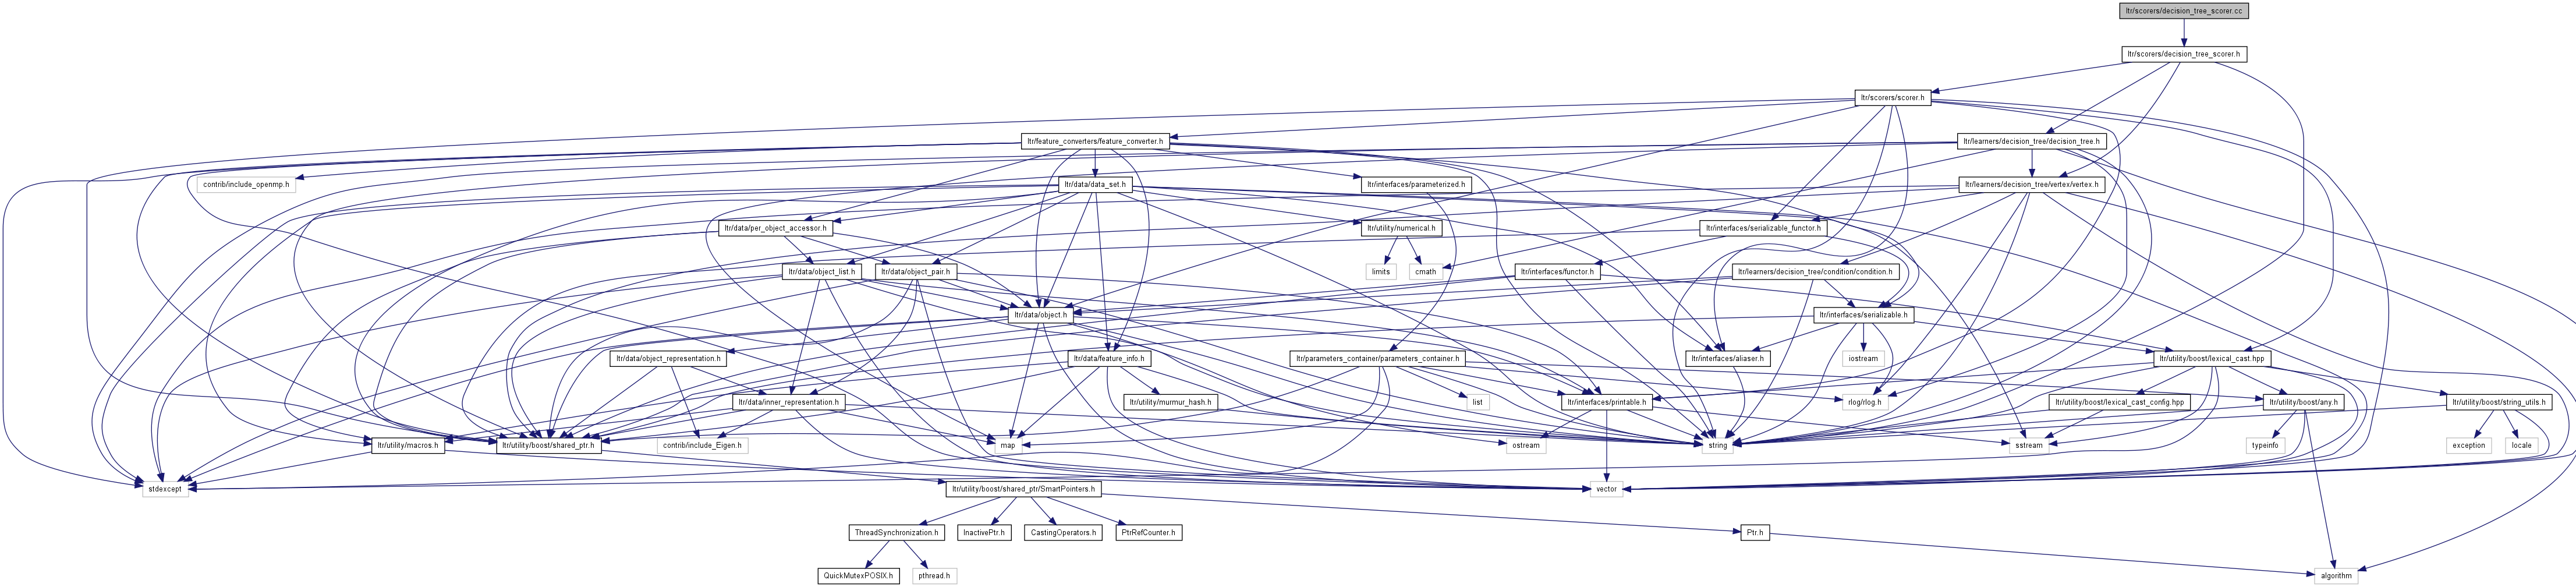 ltr/scorers/decision_tree_scorer.cc
ltr/scorers/decision_tree_scorer.h
ltr/scorers/scorer.h
ltr/feature_converters/feature_converter.h
ltr/learners/decision_tree/decision_tree.h
contrib/include_openmp.h
ltr/data/data_set.h
ltr/interfaces/parameterized.h
ltr/learners/decision_tree/vertex/vertex.h
ltr/data/per_object_accessor.h
ltr/utility/numerical.h
ltr/interfaces/serializable_functor.h
ltr/data/object_list.h
ltr/data/object_pair.h
limits
cmath
ltr/interfaces/functor.h
ltr/learners/decision_tree/condition/condition.h
ltr/data/object.h
ltr/interfaces/serializable.h
ltr/data/object_representation.h
ltr/data/feature_info.h
ltr/parameters_container/parameters_container.h
ltr/interfaces/aliaser.h
iostream
ltr/utility/boost/lexical_cast.hpp
ltr/data/inner_representation.h
ltr/utility/murmur_hash.h
list
ltr/interfaces/printable.h
rlog/rlog.h
ltr/utility/boost/lexical_cast_config.hpp
ltr/utility/boost/any.h
ltr/utility/boost/string_utils.h
ltr/utility/macros.h
ltr/utility/boost/shared_ptr.h
contrib/include_Eigen.h
map
ostream
string
sstream
typeinfo
exception
locale
stdexcept
ltr/utility/boost/shared_ptr/SmartPointers.h
vector
ThreadSynchronization.h
InactivePtr.h
CastingOperators.h
PtrRefCounter.h
Ptr.h
QuickMutexPOSIX.h
pthread.h
algorithm